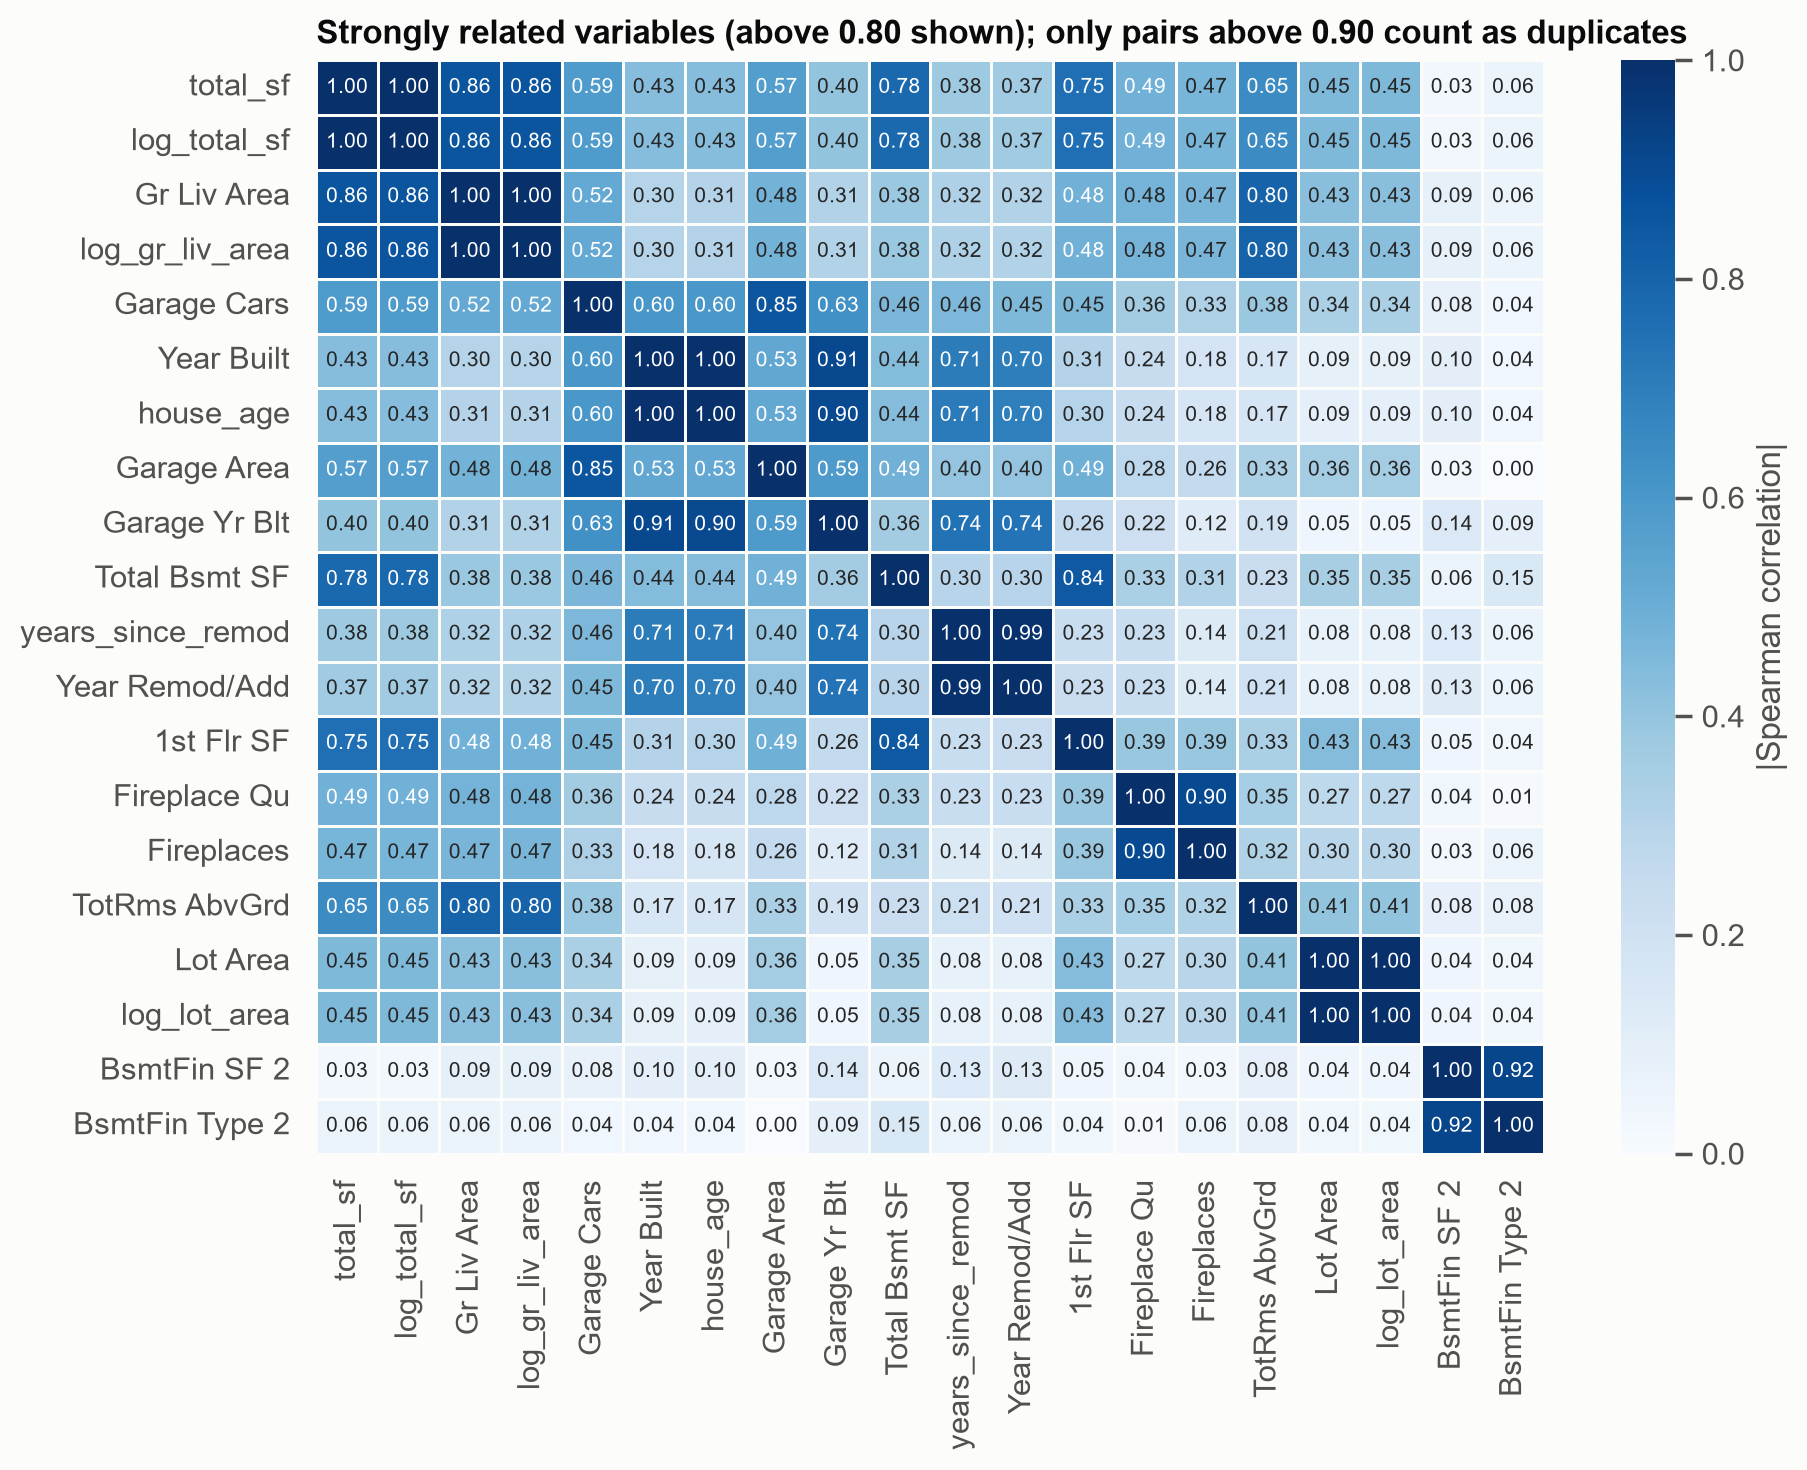 Strongly related variables (above 0.80 shown); only pairs above 0.90 count as duplicates
total_sf 1.00 1.00 0.86 0.86 0.59 0.43 0.43 0.57 0.40 0.78 0.38 0.37 0.75 0.49 0.47 0.65 0.45 0.45 0.03 0.06
log_total_sf 1.00 1.00 0.86 0.86 0.59 0.43 0.43 0.57 0.40 0.78 0.38 0.37 0.75 0.49 0.47 0.65 0.45 0.45 0.03 0.06
Gr Liv Area 0.86 0.86 1.00 1.00 0.52 0.30 0.31 0.48 0.31 0.38 0.32 0.32 0.48 0.48 0.47 0.80 0.43 0.43 0.09 0.06
log_gr_liv_area 0.86 0.86 1.00 1.00 0.52 0.30 0.31 0.48 0.31 0.38 0.32 0.32 0.48 0.48 0.47 0.80 0.43 0.43 0.09 0.06
Garage Cars 0.59 0.59 0.52 0.52 1.00 0.60 0.60 0.85 0.63 0.46 0.46 0.45 0.45 0.36 0.33 0.38 0.34 0.34 0.08 0.04
Year Built 0.43 0.43 0.30 0.30 0.60 1.00 1.00 0.53 0.91 0.44 0.71 0.70 0.31 0.24 0.18 0.17 0.09 0.09 0.10 0.04
house_age 0.43 0.43 0.31 0.31 0.60 1.00 1.00 0.53 0.90 0.44 0.71 0.70 0.30 0.24 0.18 0.17 0.09 0.09 0.10 0.04
Garage Area 0.57 0.57 0.48 0.48 0.85 0.53 0.53 1.00 0.59 0.49 0.40 0.40 0.49 0.28 0.26 0.33 0.36 0.36 0.03 0.00
Garage Yr Blt 0.40 0.40 0.31 0.31 0.63 0.91 0.90 0.59 1.00 0.36 0.74 0.74 0.26 0.22 0.12 0.19 0.05 0.05 0.14 0.09
Total Bsmt SF 0.78 0.78 0.38 0.38 0.46 0.44 0.44 0.49 0.36 1.00 0.30 0.30 0.84 0.33 0.31 0.23 0.35 0.35 0.06 0.15
years_since_remod 0.38 0.38 0.32 0.32 0.46 0.71 0.71 0.40 0.74 0.30 1.00 0.99 0.23 0.23 0.14 0.21 0.08 0.08 0.13 0.06
Year Remod/Add 0.37 0.37 0.32 0.32 0.45 0.70 0.70 0.40 0.74 0.30 0.99 1.00 0.23 0.23 0.14 0.21 0.08 0.08 0.13 0.06
1st Flr SF 0.75 0.75 0.48 0.48 0.45 0.31 0.30 0.49 0.26 0.84 0.23 0.23 1.00 0.39 0.39 0.33 0.43 0.43 0.05 0.04
Fireplace Qu 0.49 0.49 0.48 0.48 0.36 0.24 0.24 0.28 0.22 0.33 0.23 0.23 0.39 1.00 0.90 0.35 0.27 0.27 0.04 0.01
Fireplaces 0.47 0.47 0.47 0.47 0.33 0.18 0.18 0.26 0.12 0.31 0.14 0.14 0.39 0.90 1.00 0.32 0.30 0.30 0.03 0.06
TotRms AbvGrd 0.65 0.65 0.80 0.80 0.38 0.17 0.17 0.33 0.19 0.23 0.21 0.21 0.33 0.35 0.32 1.00 0.41 0.41 0.08 0.08
Lot Area 0.45 0.45 0.43 0.43 0.34 0.09 0.09 0.36 0.05 0.35 0.08 0.08 0.43 0.27 0.30 0.41 1.00 1.00 0.04 0.04
log_lot_area 0.45 0.45 0.43 0.43 0.34 0.09 0.09 0.36 0.05 0.35 0.08 0.08 0.43 0.27 0.30 0.41 1.00 1.00 0.04 0.04
BsmtFin SF 2 0.03 0.03 0.09 0.09 0.08 0.10 0.10 0.03 0.14 0.06 0.13 0.13 0.05 0.04 0.03 0.08 0.04 0.04 1.00 0.92
BsmtFin Type 2 0.06 0.06 0.06 0.06 0.04 0.04 0.04 0.00 0.09 0.15 0.06 0.06 0.04 0.01 0.06 0.08 0.04 0.04 0.92 1.00
total_sf
log_total_sf
Gr Liv Area
log_gr_liv_area
Garage Cars
Year Built
house_age
Garage Area
Garage Yr Blt
Total Bsmt SF
years_since_remod
Year Remod/Add
1st Flr SF
Fireplace Qu
Fireplaces
TotRms AbvGrd
Lot Area
log_lot_area
BsmtFin SF 2
BsmtFin Type 2
1.0
0.8
0.6
0.4
0.2
0.0
|Spearman correlation|